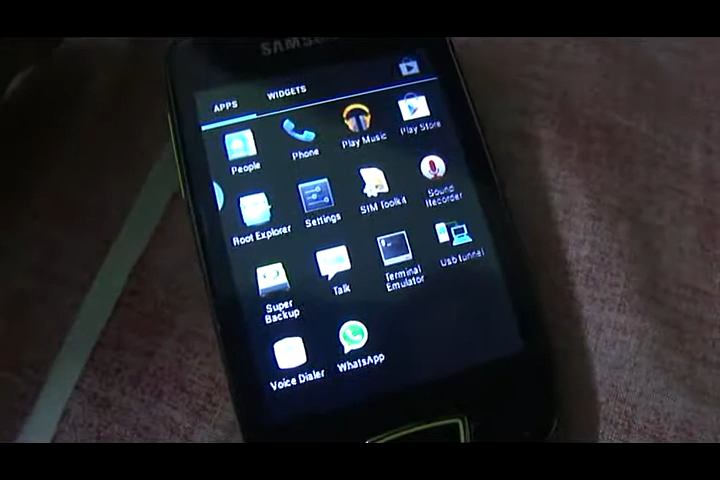 SAMSUNG
APPS WIDGETS
People Phone Play Music Play Store
Root Explorer Settings SIM Toolkit Sound
Recorder
Super
Backup Talk Terminal
Emulator Usb tunnel
Voice Dialer WhatsApp